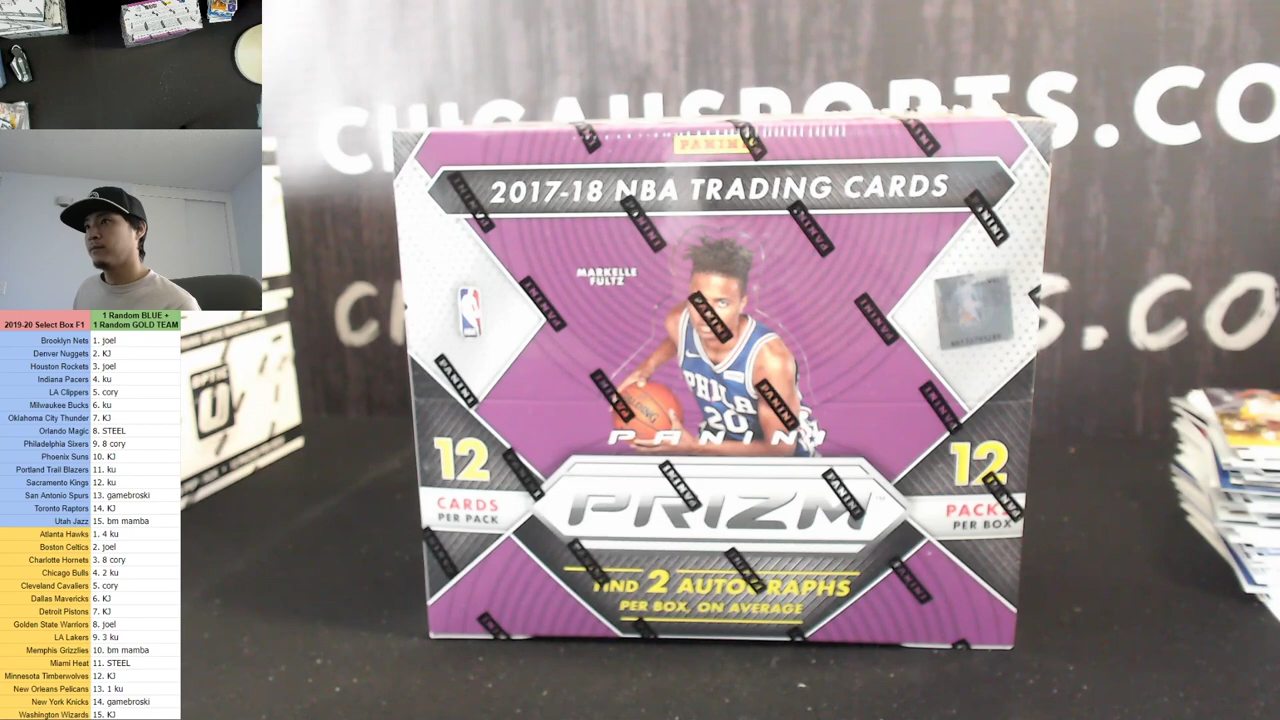 CHICAHSPORTS.CO
S.CO
PANINI
2017-18 NBA TRADING CARDS
MARKELLE
FULTZ
PHILA
20
PANINI
PRIZM
12
CARDS
PER PACK
12
PACKS
PER BOX
FIND 2 AUTOGRAPHS
PER BOX, ON AVERAGE
2019-20 Select Box F1
1 Random BLUE +
1 Random GOLD TEAM
Brooklyn Nets 1. joel
Denver Nuggets 2. KJ
Houston Rockets 3. joel
Indiana Pacers 4. ku
LA Clippers 5. cory
Milwaukee Bucks 6. ku
Oklahoma City Thunder 7. KJ
Orlando Magic 8. STEEL
Philadelphia Sixers 9. 8 cory
Phoenix Suns 10. KJ
Portland Trail Blazers 11. ku
Sacramento Kings 12. ku
San Antonio Spurs 13. gamebroski
Toronto Raptors 14. KJ
Utah Jazz 15. bm mamba
Atlanta Hawks 1. 4 ku
Boston Celtics 2. joel
Charlotte Hornets 3. 8 cory
Chicago Bulls 4. 2 ku
Cleveland Cavaliers 5. cory
Dallas Mavericks 6. KJ
Detroit Pistons 7. KJ
Golden State Warriors 8. joel
LA Lakers 9. 3 ku
Memphis Grizzlies 10. bm mamba
Miami Heat 11. STEEL
Minnesota Timberwolves 12. KJ
New Orleans Pelicans 13. 1 ku
New York Knicks 14. gamebroski
Washington Wizards 15. KJ